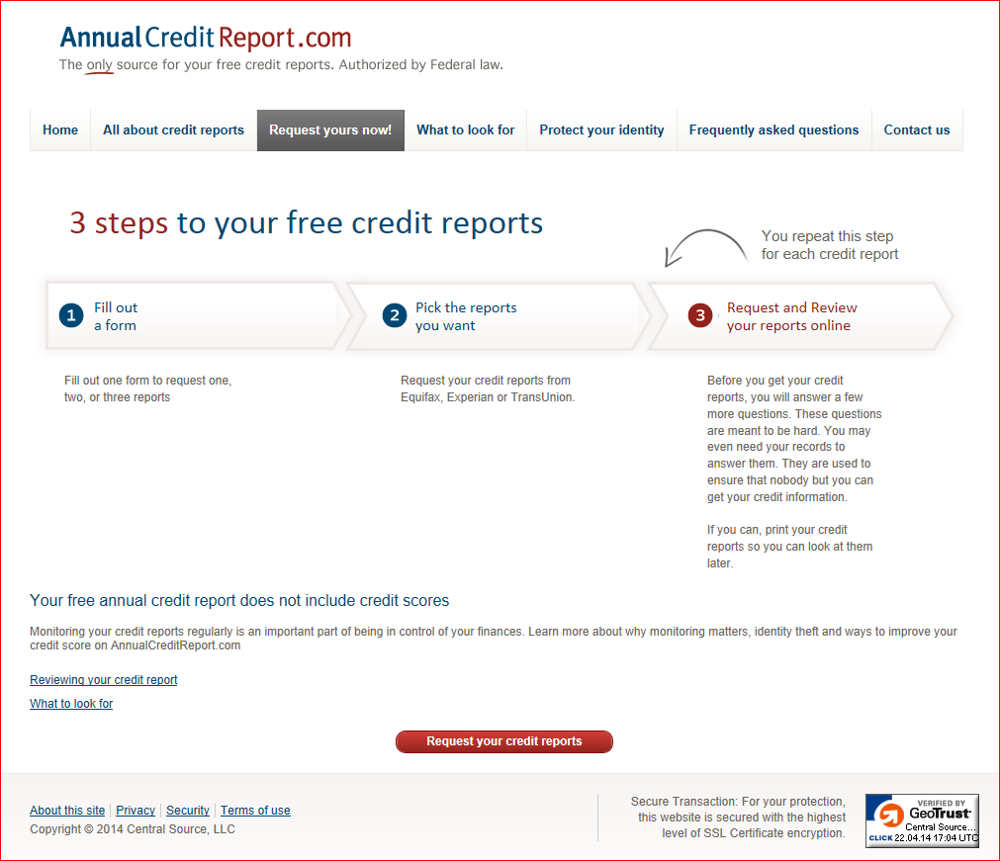 AnnualCreditReport.com
The only source for your free credit reports. Authorized by Federal law.
Home
All about credit reports
Request yours now!
What to look for
Protect your identity
Frequently asked questions
Contact us
3 steps to your free credit reports
You repeat this step
for each credit report
1
Fill out
a form
2
Pick the reports
you want
3
Request and Review
your reports online
Fill out one form to request one,
two, or three reports
Request your credit reports from
Equifax, Experian or TransUnion.
Before you get your credit
reports, you will answer a few
more questions. These questions
are meant to be hard. You may
even need your records to
answer them. They are used to
ensure that nobody but you can
get your credit information.
If you can, print your credit
reports so you can look at them
later.
Your free annual credit report does not include credit scores
Monitoring your credit reports regularly is an important part of being in control of your finances. Learn more about why monitoring matters, identity theft and ways to improve your
credit score on AnnualCreditReport.com
Reviewing your credit report
What to look for
Request your credit reports
About this site
Privacy
Security
Terms of use
Copyright © 2014 Central Source, LLC
Secure Transaction: For your protection,
this website is secured with the highest
level of SSL Certificate encryption.
VERIFIED BY
GeoTrust
Central Source...
CLICK 22.04.14 17:04 UTC